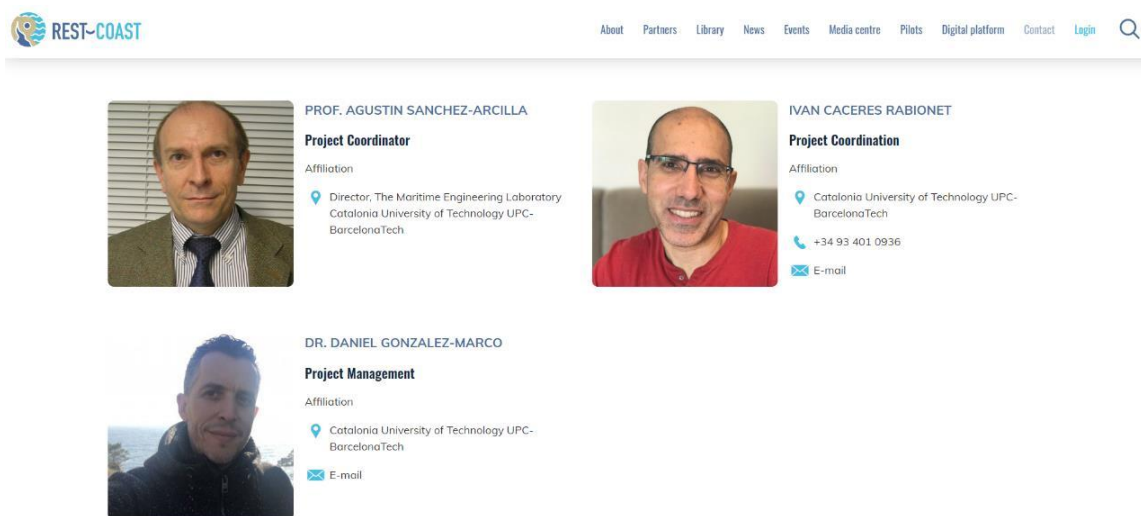 REST~COAST
About Partners Library News Events Media centre Pilots Digital platform Contact Login
PROF. AGUSTIN SANCHEZ-ARCILLA
Project Coordinator
Affiliation
Director, The Maritime Engineering Laboratory
Catalonia University of Technology UPC-
BarcelonaTech
IVAN CACERES RABIONET
Project Coordination
Affiliation
Catalonia University of Technology UPC-
BarcelonaTech
+34 93 401 0936
E-mail
DR. DANIEL GONZALEZ-MARCO
Project Management
Affiliation
Catalonia University of Technology UPC-
BarcelonaTech
E-mail